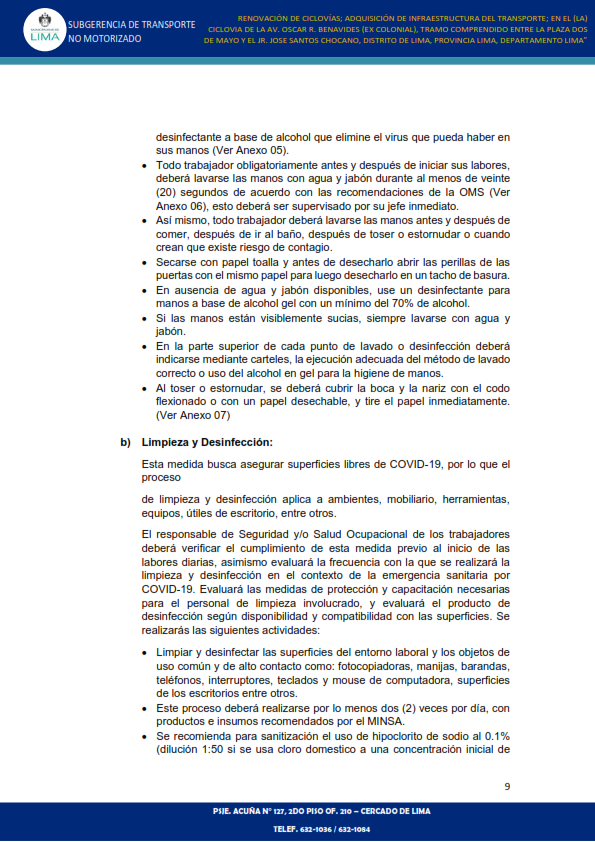 LIMA
SUBGERENCIA DE TRANSPORTE
NO MOTORIZADO
RENOVACIÓN DE CICLOVÍAS; ADQUISICIÓN DE INFRAESTRUCTURA DEL TRANSPORTE; EN EL (LA)
CICLOVIA DE LA AV. OSCAR R. BENAVIDES (EX COLONIAL), TRAMO COMPRENDIDO ENTRE LA PLAZA DOS
DE MAYO Y EL JR. JOSE SANTOS CHOCANO, DISTRITO DE LIMA, PROVINCIA LIMA, DEPARTAMENTO LIMA"
desinfectante a base de alcohol que elimine el virus que pueda haber en
sus manos (Ver Anexo 05).
• Todo trabajador obligatoriamente antes y después de iniciar sus labores,
deberá lavarse las manos con agua y jabón durante al menos de veinte
(20) segundos de acuerdo con las recomendaciones de la OMS (Ver
Anexo 06), esto deberá ser supervisado por su jefe inmediato.
• Así mismo, todo trabajador deberá lavarse las manos antes y después de
comer, después de ir al baño, después de toser o estornudar o cuando
crean que existe riesgo de contagio.
• Secarse con papel toalla y antes de desecharlo abrir las perillas de las
puertas con el mismo papel para luego desecharlo en un tacho de basura.
• En ausencia de agua y jabón disponibles, use un desinfectante para
manos a base de alcohol gel con un mínimo del 70% de alcohol.
• Si las manos están visiblemente sucias, siempre lavarse con agua y
jabón.
• En la parte superior de cada punto de lavado o desinfección deberá
indicarse mediante carteles, la ejecución adecuada del método de lavado
correcto o uso del alcohol en gel para la higiene de manos.
• Al toser o estornudar, se deberá cubrir la boca y la nariz con el codo
flexionado o con un papel desechable, y tire el papel inmediatamente.
(Ver Anexo 07)
b) Limpieza y Desinfección:
Esta medida busca asegurar superficies libres de COVID-19, por lo que el
proceso
de limpieza y desinfección aplica a ambientes, mobiliario, herramientas,
equipos, útiles de escritorio, entre otros.
El responsable de Seguridad y/o Salud Ocupacional de los trabajadores
deberá verificar el cumplimiento de esta medida previo al inicio de las
labores diarias, asimismo evaluará la frecuencia con la que se realizará la
limpieza y desinfección en el contexto de la emergencia sanitaria por
COVID-19. Evaluará las medidas de protección y capacitación necesarias
para el personal de limpieza involucrado, y evaluará el producto de
desinfección según disponibilidad y compatibilidad con las superficies. Se
realizarás las siguientes actividades:
• Limpiar y desinfectar las superficies del entorno laboral y los objetos de
uso común y de alto contacto como: fotocopiadoras, manijas, barandas,
teléfonos, interruptores, teclados y mouse de computadora, superficies
de los escritorios entre otros.
• Este proceso deberá realizarse por lo menos dos (2) veces por día, con
productos e insumos recomendados por el MINSA.
• Se recomienda para sanitización el uso de hipoclorito de sodio al 0.1%
(dilución 1:50 si se usa cloro domestico a una concentración inicial de
9
PSJE. ACUÑA N° 127, 2DO PISO OF. 210 – CERCADO DE LIMA
TELEF. 632-1036 / 632-1084